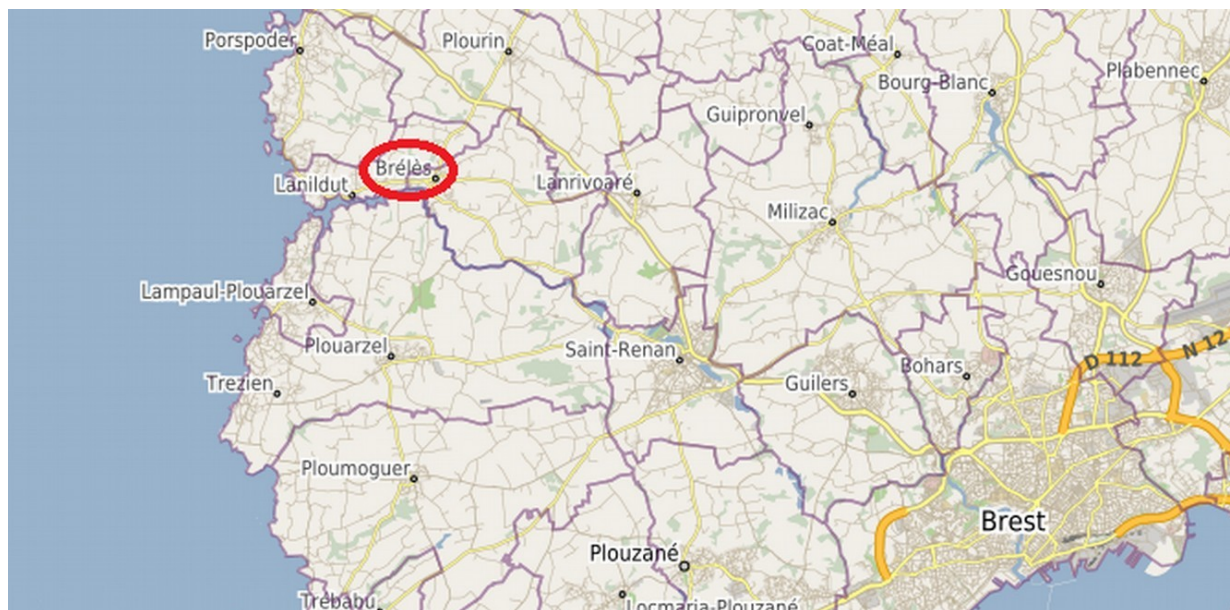 Porspoder
Plourin
Coat-Méal
Bourg-Blanc
Plabennec
Guipronvel
Brélès
Lanildut
Lanrivoaré
Milizac
Gouesnou
Lampaul-Plouarzel
Plouarzel
Saint-Renan
D 112
N 12
Bohars
Trezien
Guilers
Ploumoguer
Brest
Plouzané
Trébabu
Locmaria-Plouzané